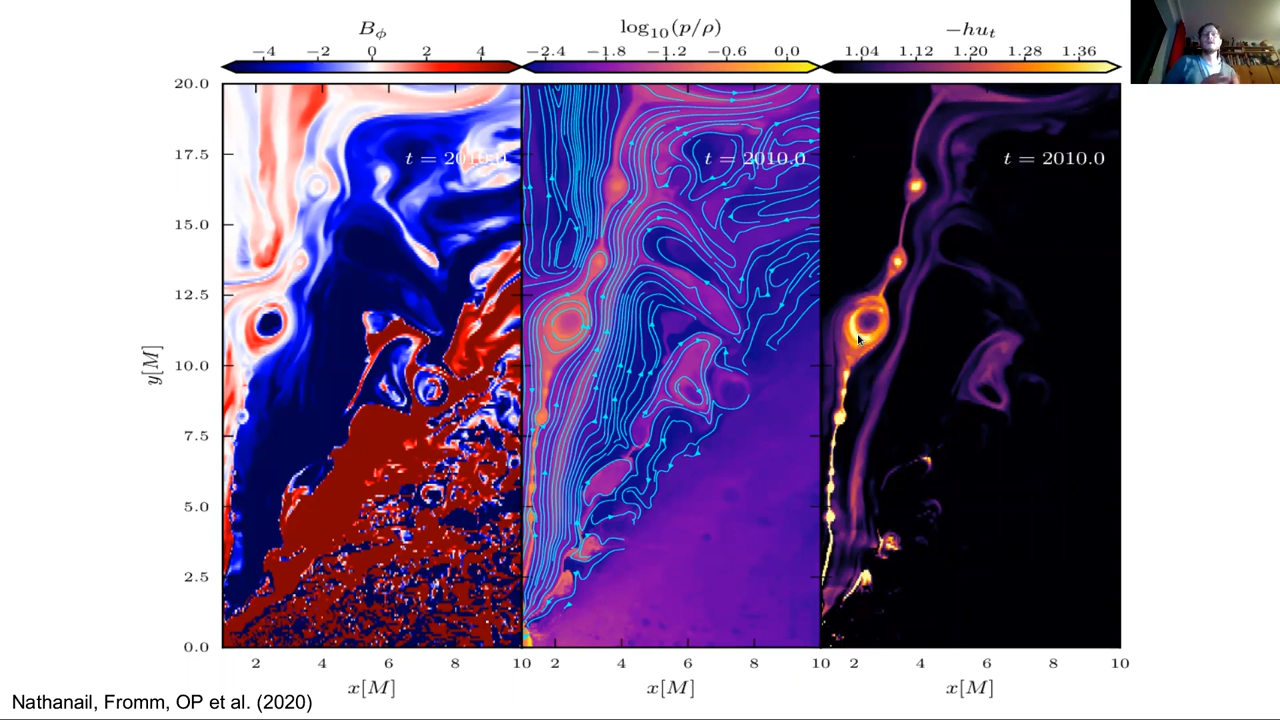 B_ϕ
log₁₀(p/ρ)
−hu_t
−4 −2 0 2 4
−2.4 −1.8 −1.2 −0.6 0.0
1.04 1.12 1.20 1.28 1.36
20.0
17.5
15.0
12.5
10.0
7.5
5.0
2.5
0.0
y[M]
t = 2010.0
t = 2010.0
t = 2010.0
2 4 6 8 10
2 4 6 8 10
2 4 6 8 10
x[M]
x[M]
x[M]
Nathanail, Fromm, OP et al. (2020)